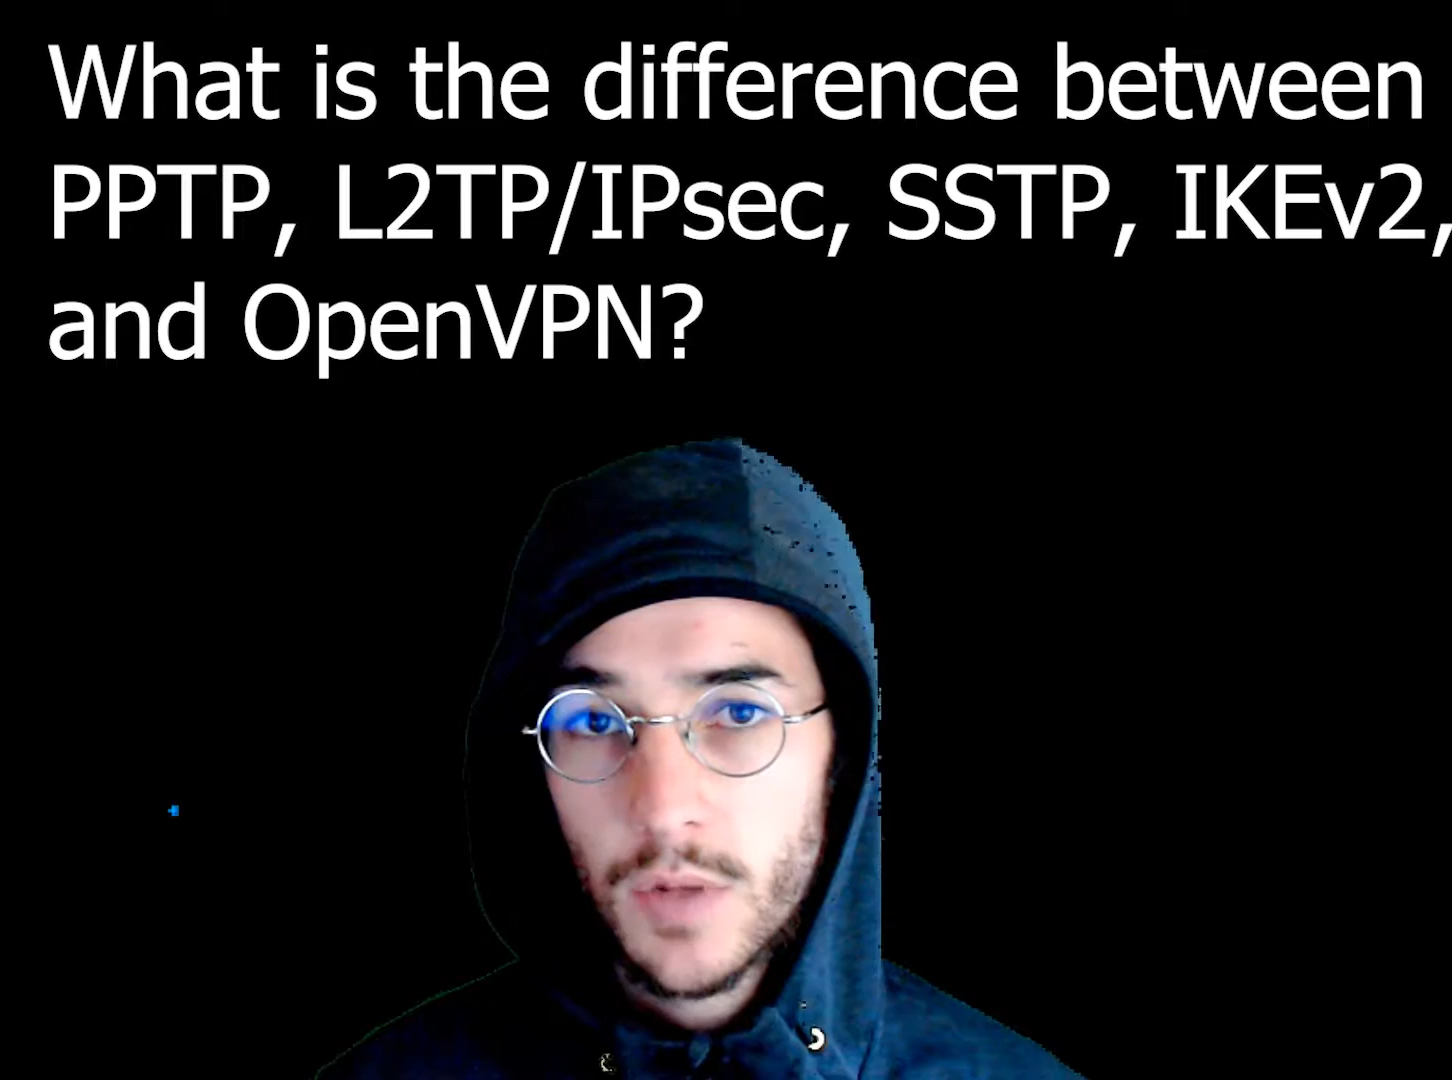 What is the difference between
PPTP, L2TP/IPsec, SSTP, IKEv2,
and OpenVPN?